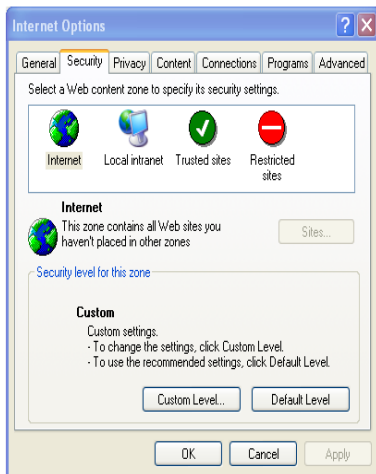 Internet Options
General Security Privacy Content Connections Programs Advanced
Select a Web content zone to specify its security settings.
Internet Local intranet Trusted sites Restricted
sites
Internet
This zone contains all Web sites you
haven't placed in other zones
Sites...
Security level for this zone
Custom
Custom settings.
- To change the settings, click Custom Level.
- To use the recommended settings, click Default Level.
Custom Level... Default Level
OK Cancel Apply